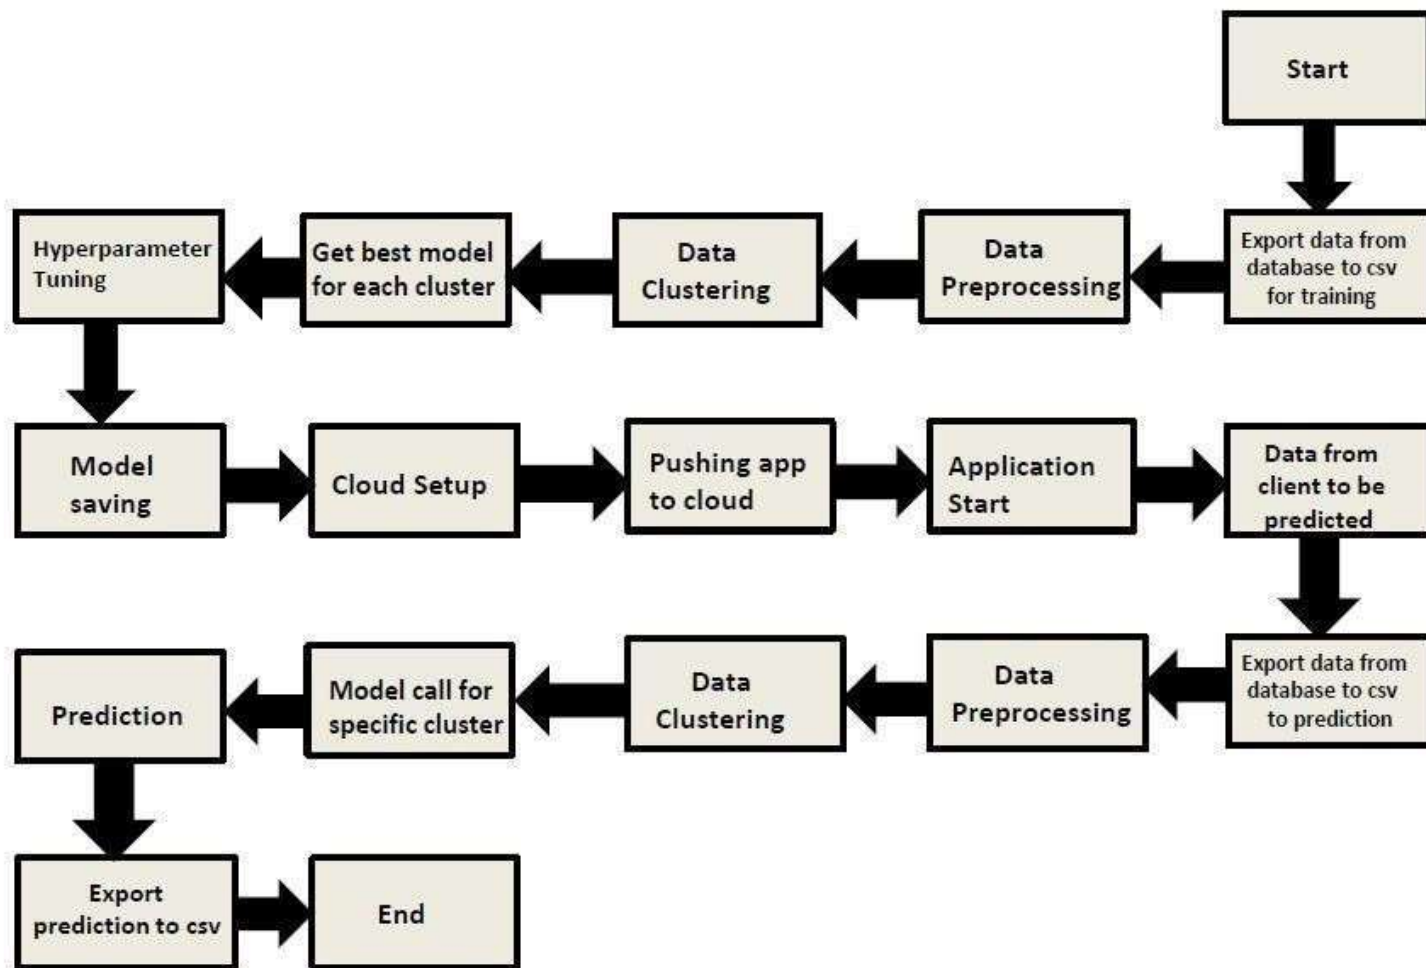 Start
Export data from
database to csv
for training
Data
Preprocessing
Data
Clustering
Get best model
for each cluster
Hyperparameter
Tuning
Model
saving
Cloud Setup
Pushing app
to cloud
Application
Start
Data from
client to be
predicted
Export data from
database to csv
to prediction
Data
Preprocessing
Data
Clustering
Model call for
specific cluster
Prediction
Export
prediction to csv
End